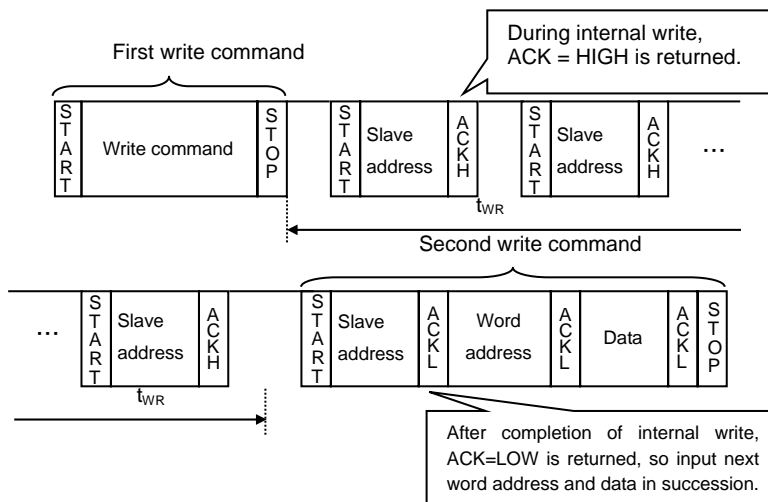 First write command
During internal write,
ACK = HIGH is returned.
START
Write command
STOP
START
Slave
address
ACKH
START
Slave
address
ACKH
...
tWR
Second write command
...
START
Slave
address
ACKH
START
Slave
address
ACKL
Word
address
ACKL
Data
ACKL
STOP
tWR
After completion of internal write,
ACK=LOW is returned, so input next
word address and data in succession.